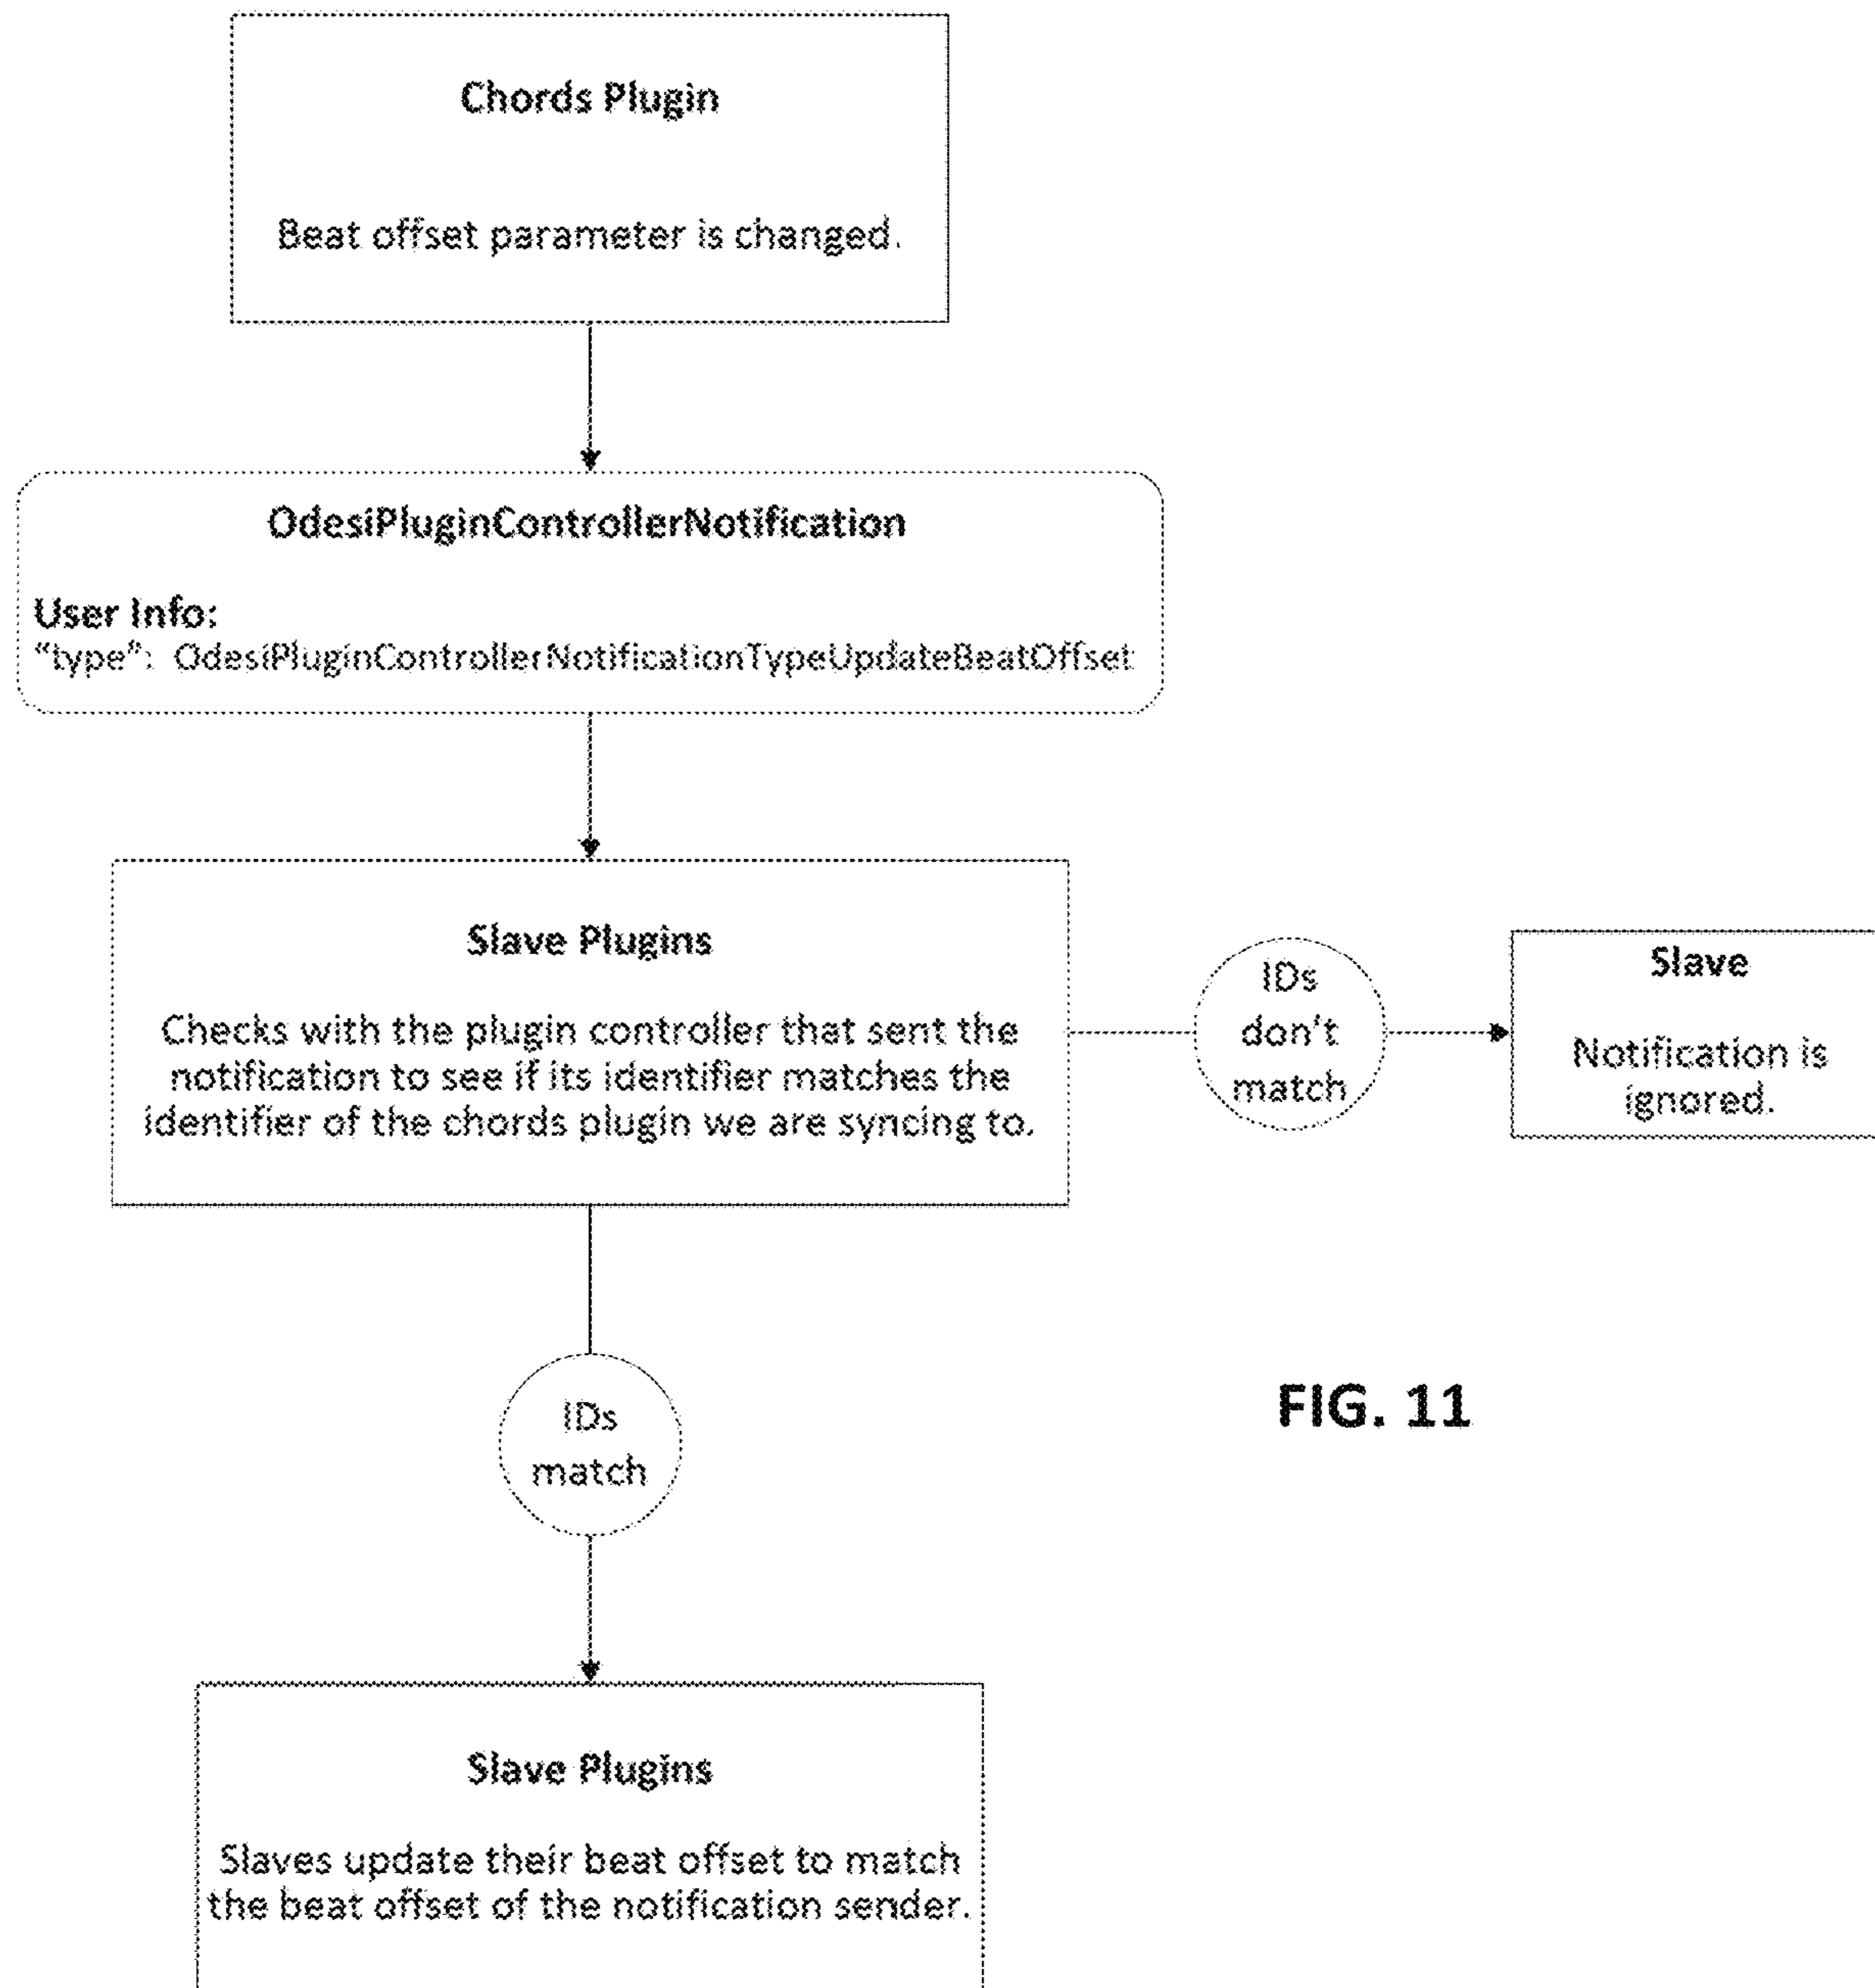 Chords Plugin
Beat offset parameter is changed.
OdesiPluginControllerNotification
User Info:
“type”: OdesiPluginControllerNotificationTypeUpdateBeatOffset
Slave Plugins
Checks with the plugin controller that sent the
notification to see if its identifier matches the
identifier of the chords plugin we are syncing to.
IDs
don't
match
Slave
Notification is
ignored.
IDs
match
FIG. 11
Slave Plugins
Slaves update their beat offset to match
the beat offset of the notification sender.